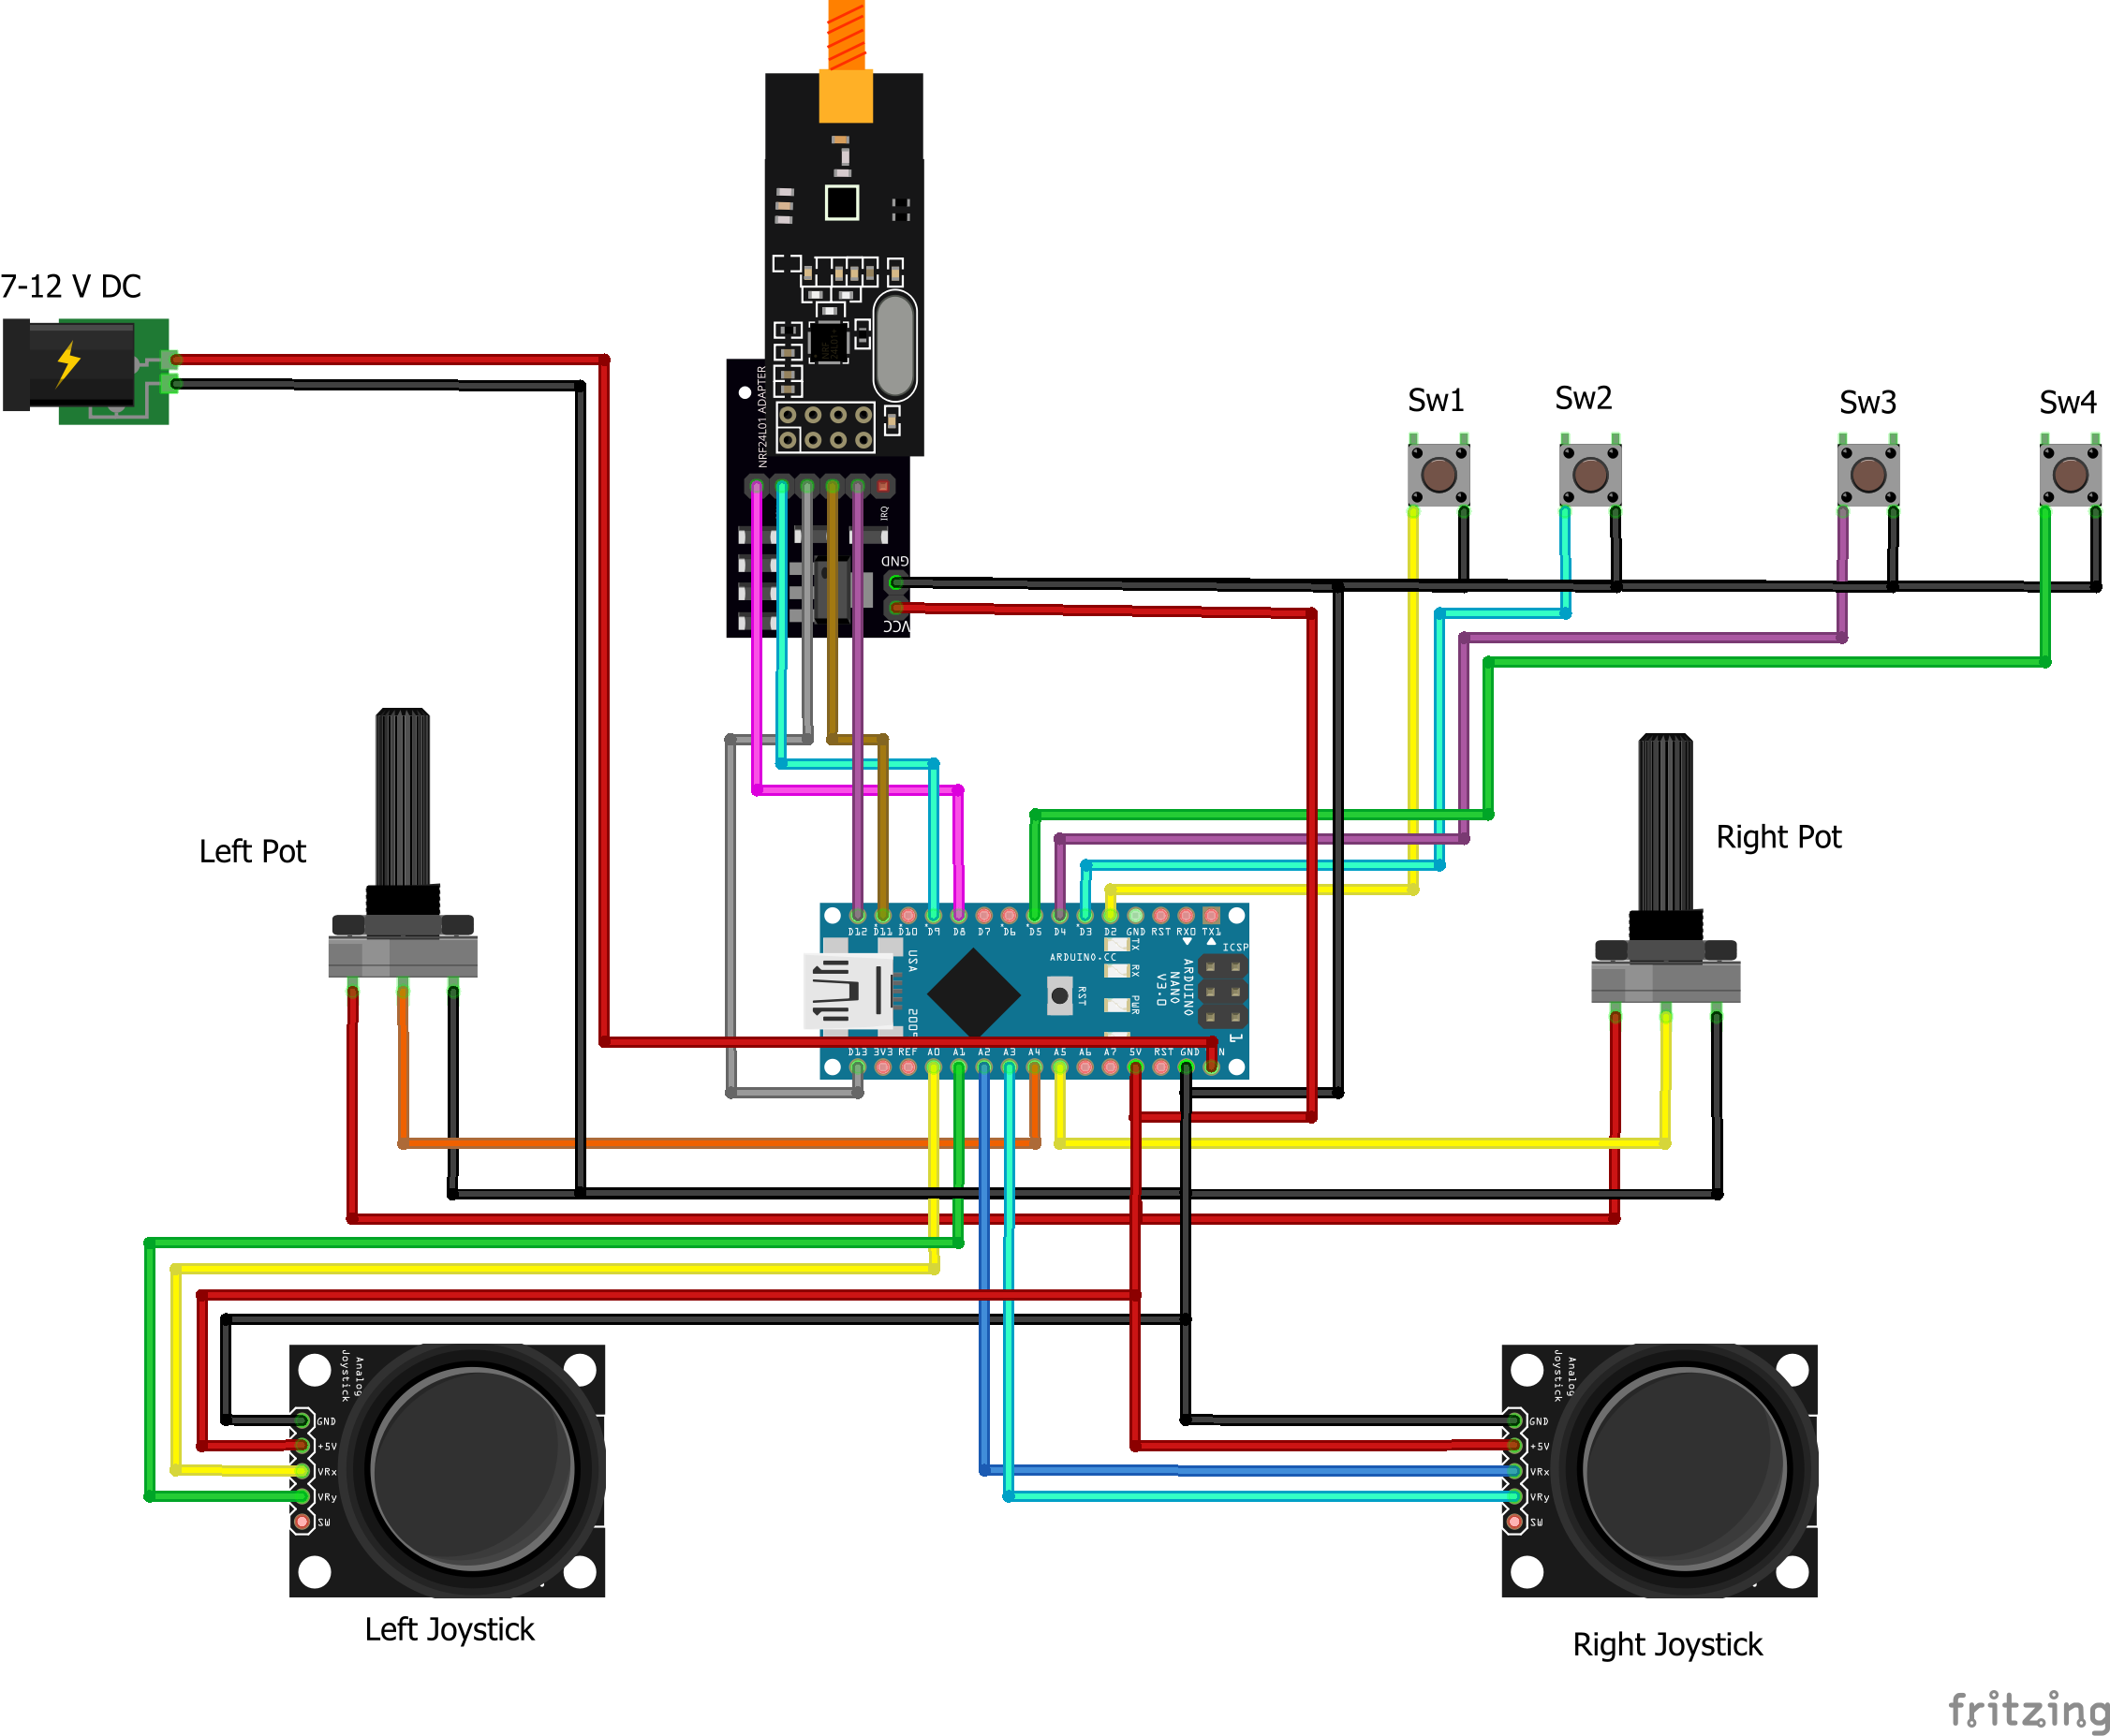 7-12 V DC
NRF24L01 ADAPTER
NRF
24L01+
IRQ
GND
VCC
Sw1
Sw2
Sw3
Sw4
Left Pot
Right Pot
D12 D11 D10 D9 D8 D7 D6 D5 D4 D3 D2 GND RST RX0 TX1
USA
TX
RX
PWR
RST
ARDUINO.CC
ARDUINO
NANO
V3.0
ICSP
1
D13 3V3 REF A0 A1 A2 A3 A4 A5 A6 A7 5V RST GND N
Analog
Joystick
GND
+5V
VRx
VRy
SW
Left Joystick
Analog
Joystick
GND
+5V
VRx
VRy
SW
Right Joystick
fritzing